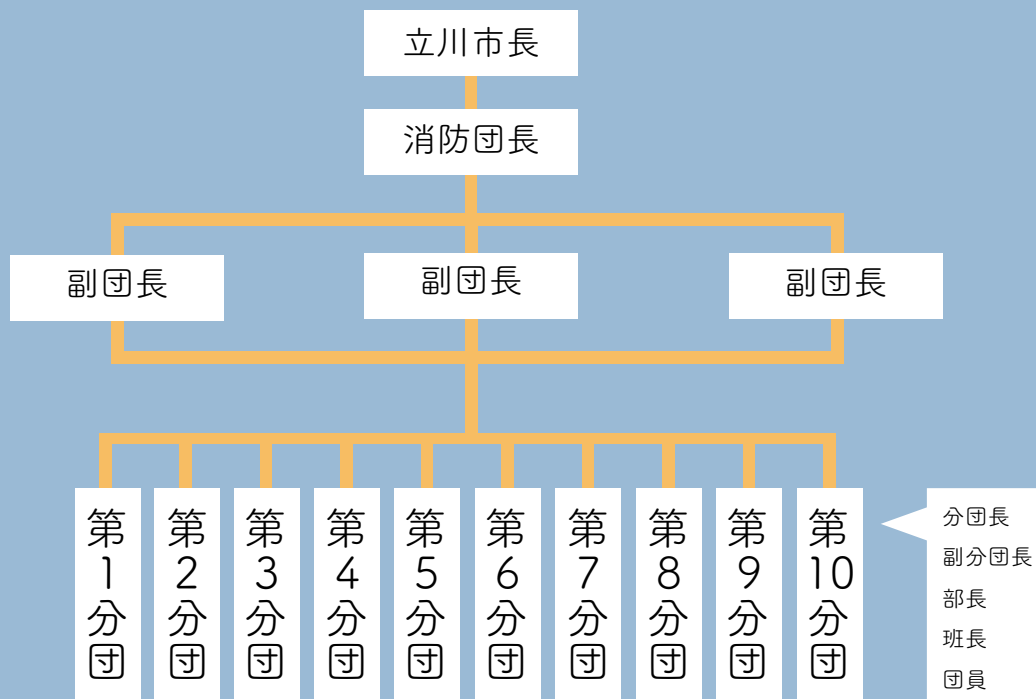 立川市長
消防団長
副団長
副団長
副団長
第1分団
第2分団
第3分団
第4分団
第5分団
第6分団
第7分団
第8分団
第9分団
第10分団
分団長
副分団長
部長
班長
団員